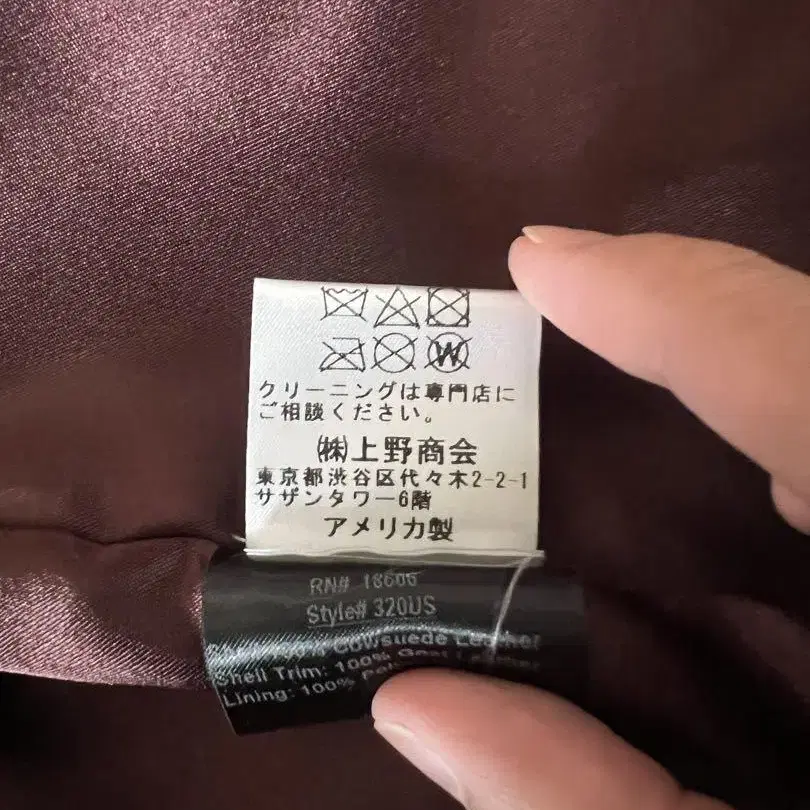 クリーニングは専門店に
ご相談ください。
㈱上野商会
東京都渋谷区代々木2-2-1
サザンタワー6階
アメリカ製
RN# 18606
Style# 320US
100% Cowsuede Leather
Shell Trim: 100% Goat Leather
Lining: 100%